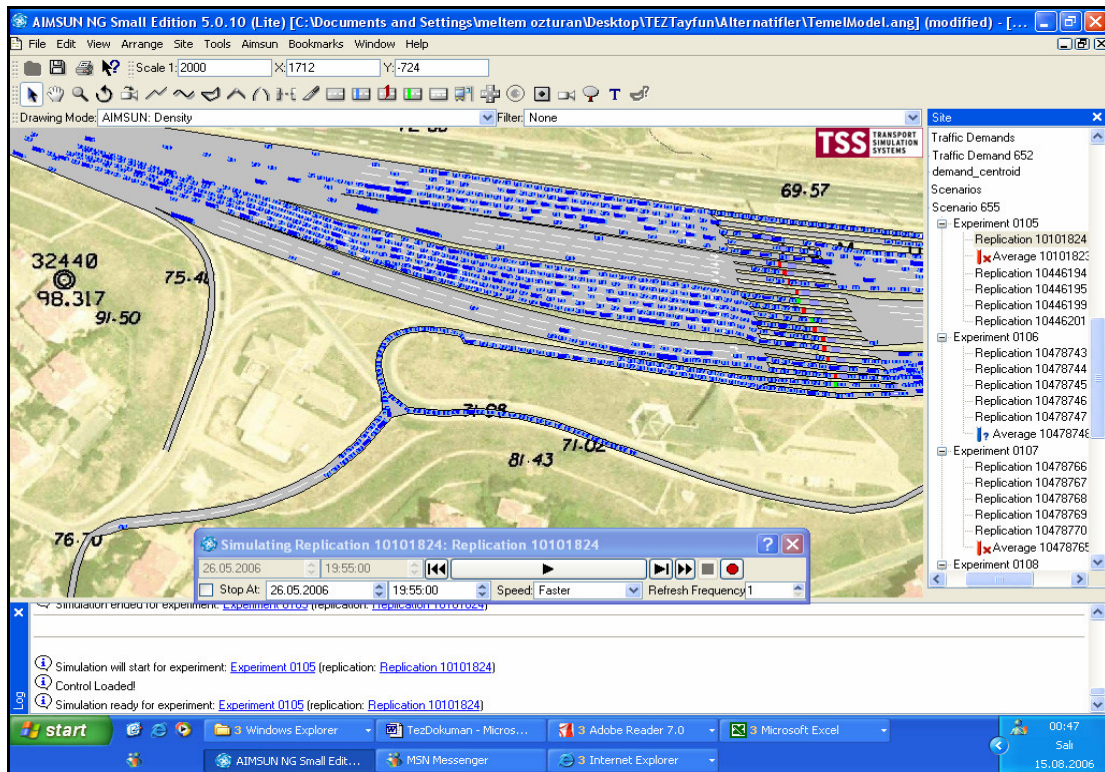 AIMSUN NG Small Edition 5.0.10 (Lite) [C:\Documents and Settings\meltem ozturan\Desktop\TEZTayfun\Alternatifler\TemelModel.ang] (modified) - [...
File Edit View Arrange Site Tools Aimsun Bookmarks Window Help
Scale 1: 2000 X: 1712 Y: -724
Drawing Mode: AIMSUN: Density Filter: None
Site
TSS TRANSPORT SIMULATION SYSTEMS
Traffic Demands
Traffic Demand 652
demand_centroid
Scenarios
Scenario 655
Experiment 0105
Replication 10101824
Average 10101823
Replication 10446194
Replication 10446195
Replication 10446199
Replication 10446201
Experiment 0106
Replication 10478743
Replication 10478744
Replication 10478745
Replication 10478746
Replication 10478747
Average 10478748
Experiment 0107
Replication 10478766
Replication 10478767
Replication 10478768
Replication 10478769
Replication 10478770
Average 10478765
Experiment 0108
69.57
32440
98.317
91-50
71-02
81-43
Simulating Replication 10101824: Replication 10101824
26.05.2006 19:55:00
Stop At: 26.05.2006 19:55:00 Speed: Faster Refresh Frequency 1
Simulation ended for experiment: Experiment 0105 (replication: Replication 10101824)
Simulation will start for experiment: Experiment 0105 (replication: Replication 10101824)
Control Loaded!
Simulation ready for experiment: Experiment 0105 (replication: Replication 10101824)
Log
start 3 Windows Explorer TezDokuman - Micros... 3 Adobe Reader 7.0 3 Microsoft Excel 00:47
AIMSUN NG Small Edit... MSN Messenger 3 Internet Explorer Salı
15.08.2006